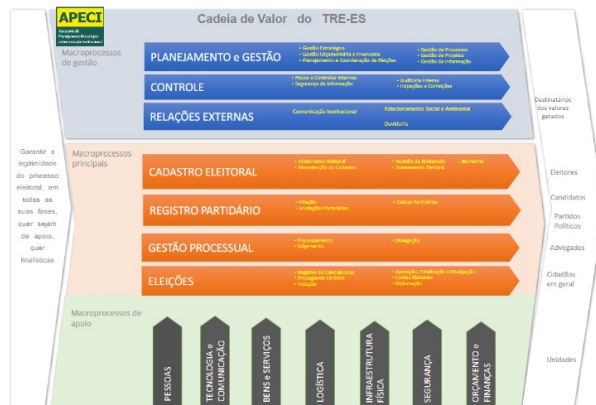 APECI
Cadeia de Valor do TRE-ES
Macroprocessos
de gestão
PLANEJAMENTO e GESTÃO
• Gestão Estratégica
• Gestão Orçamentária e Financeira
• Planejamento e Coordenação de Eleições
• Gestão de Processos
• Gestão de Projetos
• Gestão da Informação
CONTROLE
• Riscos e Controles Internos
• Segurança da Informação
• Auditoria Interna
• Inspeções e Correições
RELAÇÕES EXTERNAS
Comunicação Institucional
Relacionamento Social e Ambiental
Ouvidoria
Destinatários
dos valores
gerados
Garantir a
legitimidade
do processo
eleitoral, em
todas as
suas fases,
quer sejam
de apoio,
quer
finalísticas
Macroprocessos
principais
CADASTRO ELEITORAL
• Alistamento Eleitoral
• Manutenção do Cadastro
• Zoneamento Eleitoral
REGISTRO PARTIDÁRIO
• Filiação
• Anotações Partidárias
• Contas Partidárias
GESTÃO PROCESSUAL
• Processamento
• Julgamento
• Divulgação
ELEIÇÕES
• Registro de Candidaturas
• Propaganda Eleitoral
• Votação
• Apuração, Totalização e Divulgação
• Contas Eleitorais
• Diplomação
Eleitores
Candidatos
Partidos
Políticos
Advogados
Cidadãos
em geral
Unidades
Macroprocessos de
apoio
PESSOAS
TECNOLOGIA e
COMUNICAÇÃO
BENS e SERVIÇOS
LOGÍSTICA
INFRAESTRUTURA
FÍSICA
SEGURANÇA
ORÇAMENTO e
FINANÇAS